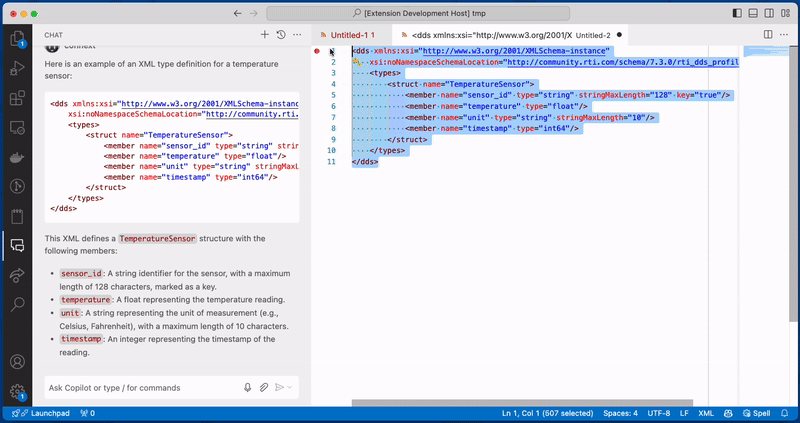 [Extension Development Host] tmp
CHAT
Here is an example of an XML type definition for a temperature
sensor:
<dds xmlns:xsi="http://www.w3.org/2001/XMLSchema-instance
xsi:noNamespaceSchemaLocation="http://community.rti.
<types>
<struct name="TemperatureSensor">
<member name="sensor_id" type="string" strin
<member name="temperature" type="float"/>
<member name="unit" type="string" stringMaxL
<member name="timestamp" type="int64"/>
</struct>
</types>
</dds>
This XML defines a TemperatureSensor structure with the
following members:
• sensor_id: A string identifier for the sensor, with a maximum
length of 128 characters, marked as a key.
• temperature: A float representing the temperature reading.
• unit: A string representing the unit of measurement (e.g.,
Celsius, Fahrenheit), with a maximum length of 10 characters.
• timestamp: An integer representing the timestamp of the
reading.
Ask Copilot or type / for commands
Untitled-1 1
<dds xmlns:xsi="http://www.w3.org/2001/X Untitled-2
<dds xmlns:xsi="http://www.w3.org/2001/XMLSchema-instance"
2 xsi:noNamespaceSchemaLocation="http://community.rti.com/schema/7.3.0/rti_dds_profil
3 <types>
4 <struct name="TemperatureSensor">
5 <member name="sensor_id" type="string" stringMaxLength="128" key="true"/>
6 <member name="temperature" type="float"/>
7 <member name="unit" type="string" stringMaxLength="10"/>
8 <member name="timestamp" type="int64"/>
9 </struct>
10 </types>
11 </dds>
1
1
Launchpad 0 Ln 1, Col 1 (507 selected) Spaces: 4 UTF-8 LF XML Spell